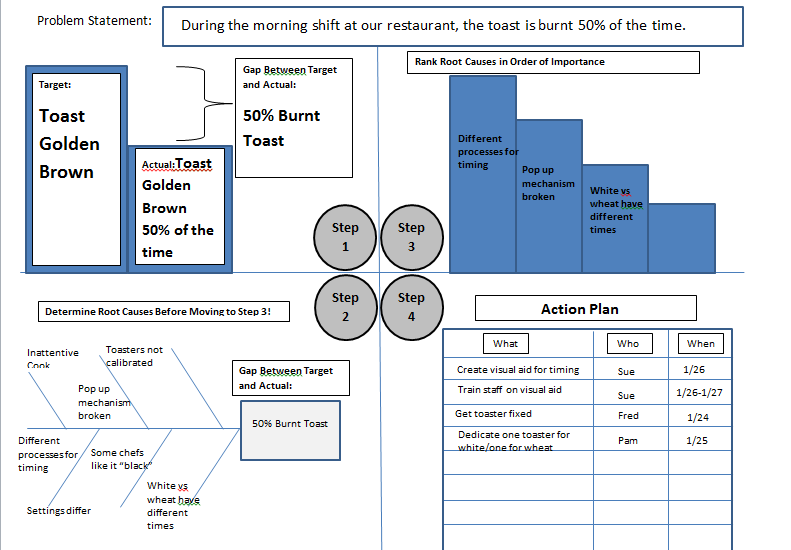 Problem Statement:
During the morning shift at our restaurant, the toast is burnt 50% of the time.
Target:
Toast
Golden
Brown
Actual:Toast
Golden
Brown
50% of the
time
Gap Between Target
and Actual:
50% Burnt
Toast
Step
1
Rank Root Causes in Order of Importance
Different
processes for
timing
Pop up
mechanism
broken
White vs
wheat have
different
times
Step
3
Step
2
Determine Root Causes Before Moving to Step 3!
Inattentive
Cook
Toasters not
calibrated
Pop up
mechanism
broken
Different
processes for
timing
Some chefs
like it “black”
Settings differ
White vs
wheat have
different
times
Gap Between Target
and Actual:
50% Burnt Toast
Step
4
Action Plan
What Who When
Create visual aid for timing Sue 1/26
Train staff on visual aid Sue 1/26-1/27
Get toaster fixed Fred 1/24
Dedicate one toaster for Pam 1/25
white/one for wheat